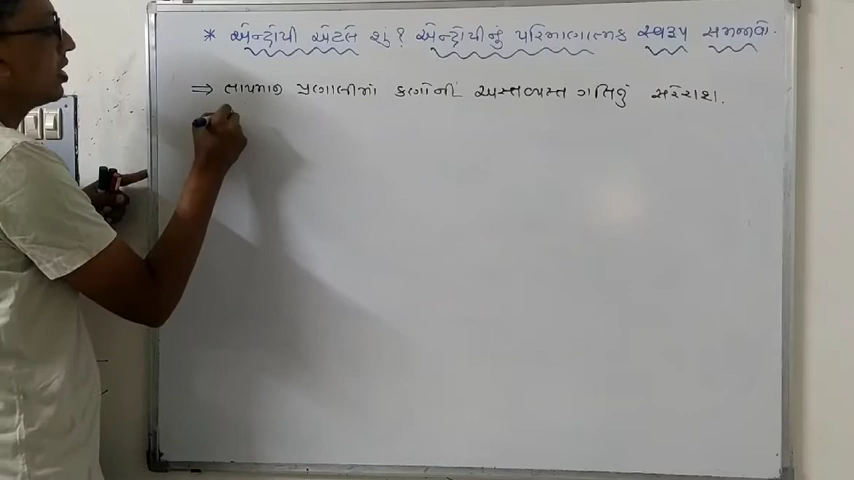 * એન્ટ્રોપી એટલે શું? એન્ટ્રોપીનું પરિમાણાત્મક સ્વરૂપ સમજાવો.
⇒ તાપમાન પ્રણાલીમાં કણોની અસ્તવ્યસ્ત ગતિનું સરેરાશ.